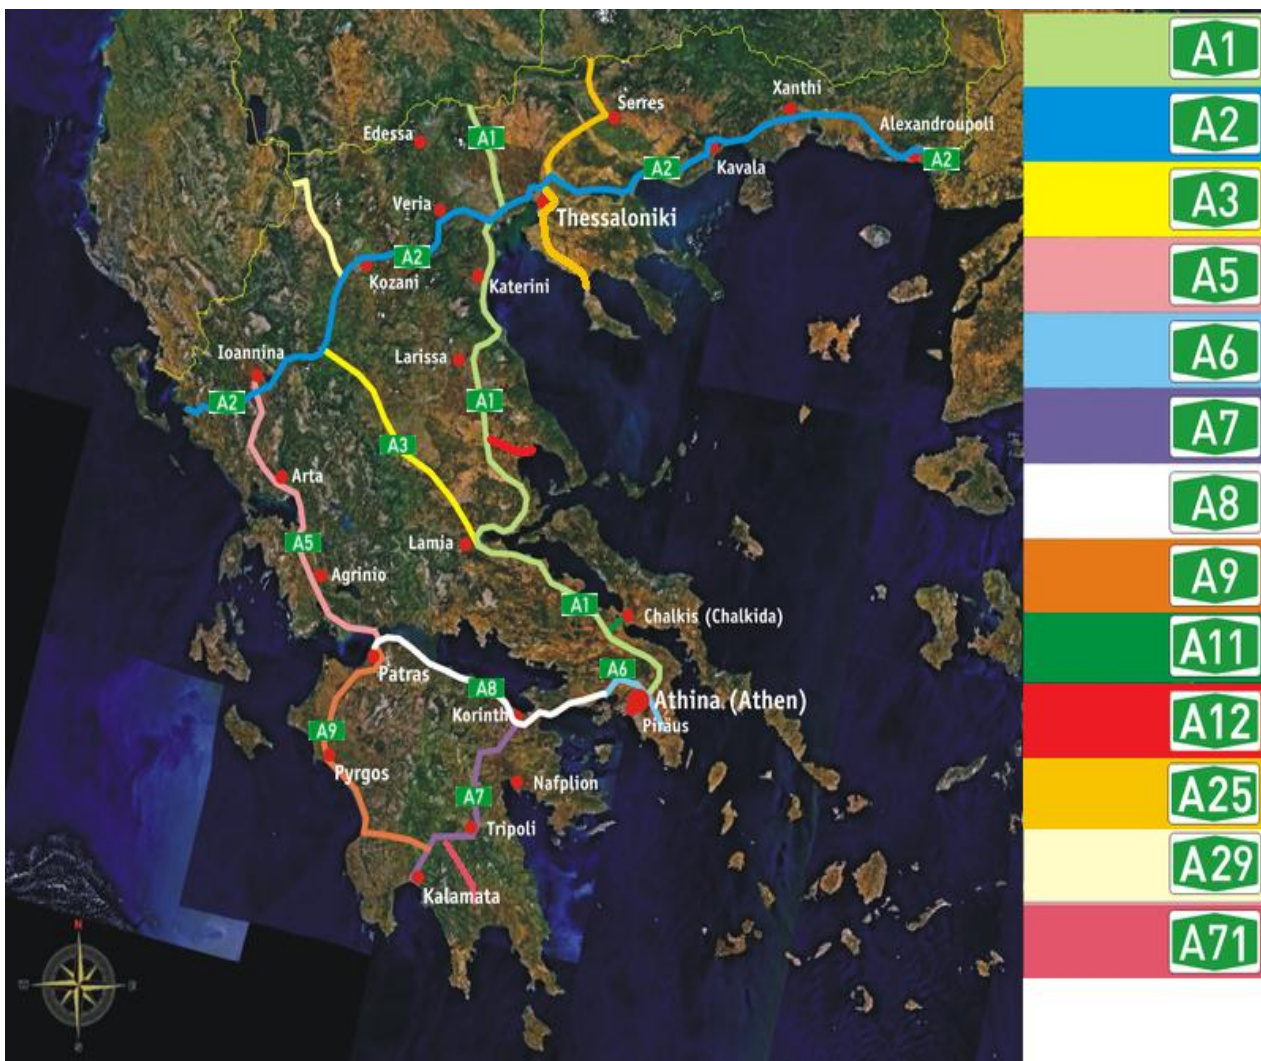 A1
Serres
Xanthi
Edessa
A1
Alexandroupoli
A2
A2
Kavala
A2
Veria
Thessaloniki
A3
A2
Kozani
Katerini
A5
Ioannina
Larissa
A6
A2
A1
A3
A7
Arta
A8
A5
Lamia
Agrinio
A9
A1
Chalkis (Chalkida)
A11
Patras
A6
A8
Athina (Athen)
Korinth
Piräus
A12
A9
Pyrgos
Nafplion
A7
A25
Tripoli
A29
Kalamata
A71
N